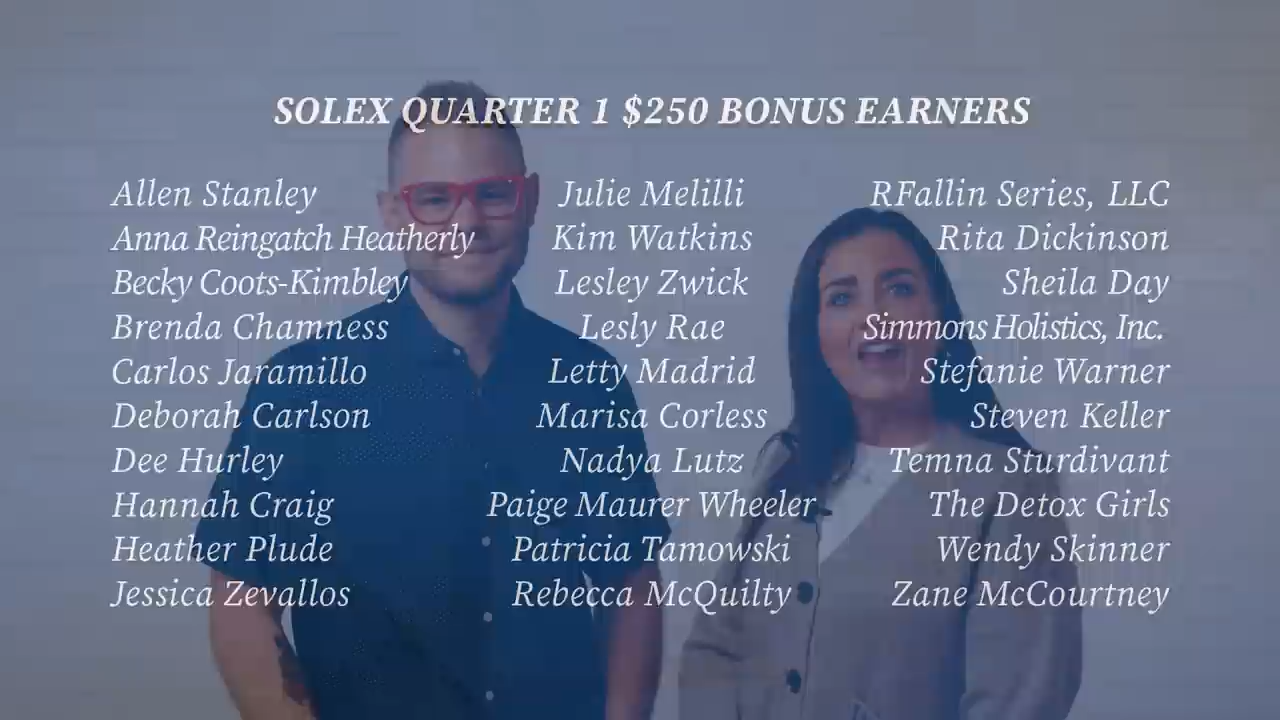 SOLEX QUARTER 1 $250 BONUS EARNERS
Allen Stanley
Anna Reingatch Heatherly
Becky Coots-Kimbley
Brenda Chamness
Carlos Jaramillo
Deborah Carlson
Dee Hurley
Hannah Craig
Heather Plude
Jessica Zevallos
Julie Melilli
Kim Watkins
Lesley Zwick
Lesly Rae
Letty Madrid
Marisa Corless
Nadya Lutz
Paige Maurer Wheeler
Patricia Tamowski
Rebecca McQuilty
RFallin Series, LLC
Rita Dickinson
Sheila Day
Simmons Holistics, Inc.
Stefanie Warner
Steven Keller
Temna Sturdivant
The Detox Girls
Wendy Skinner
Zane McCourtney